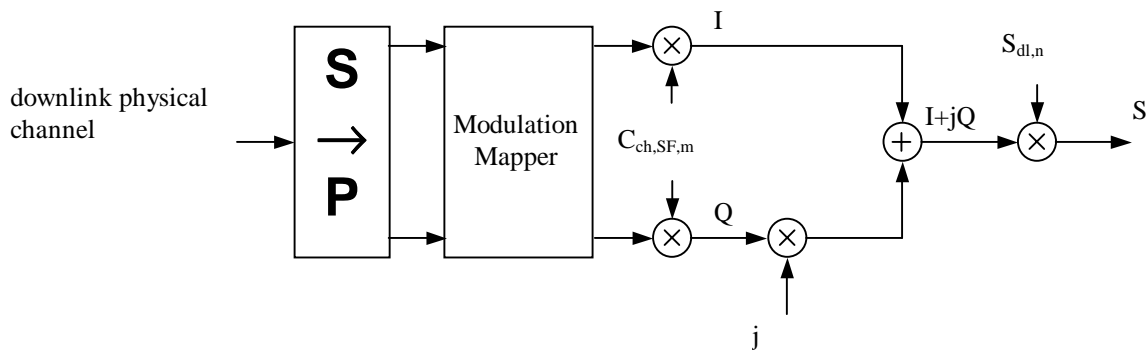 downlink physical
channel
S
→
P
Modulation
Mapper
I
C_ch,SF,m
Q
j
I+jQ
S_dl,n
S